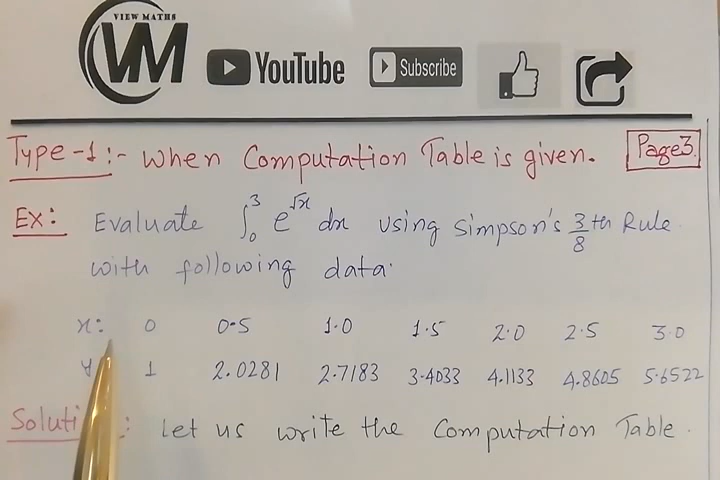 VIEW MATHS
VM
YouTube
Subscribe
Type-1:- When Computation Table is given.
Page3
Ex: Evaluate ∫₀³ e^√x dx using Simpson's 3/8 th Rule
with following data.
x: 0 0.5 1.0 1.5 2.0 2.5 3.0
1 2.0281 2.7183 3.4033 4.1133 4.8605 5.6522
Let us write the Computation Table.